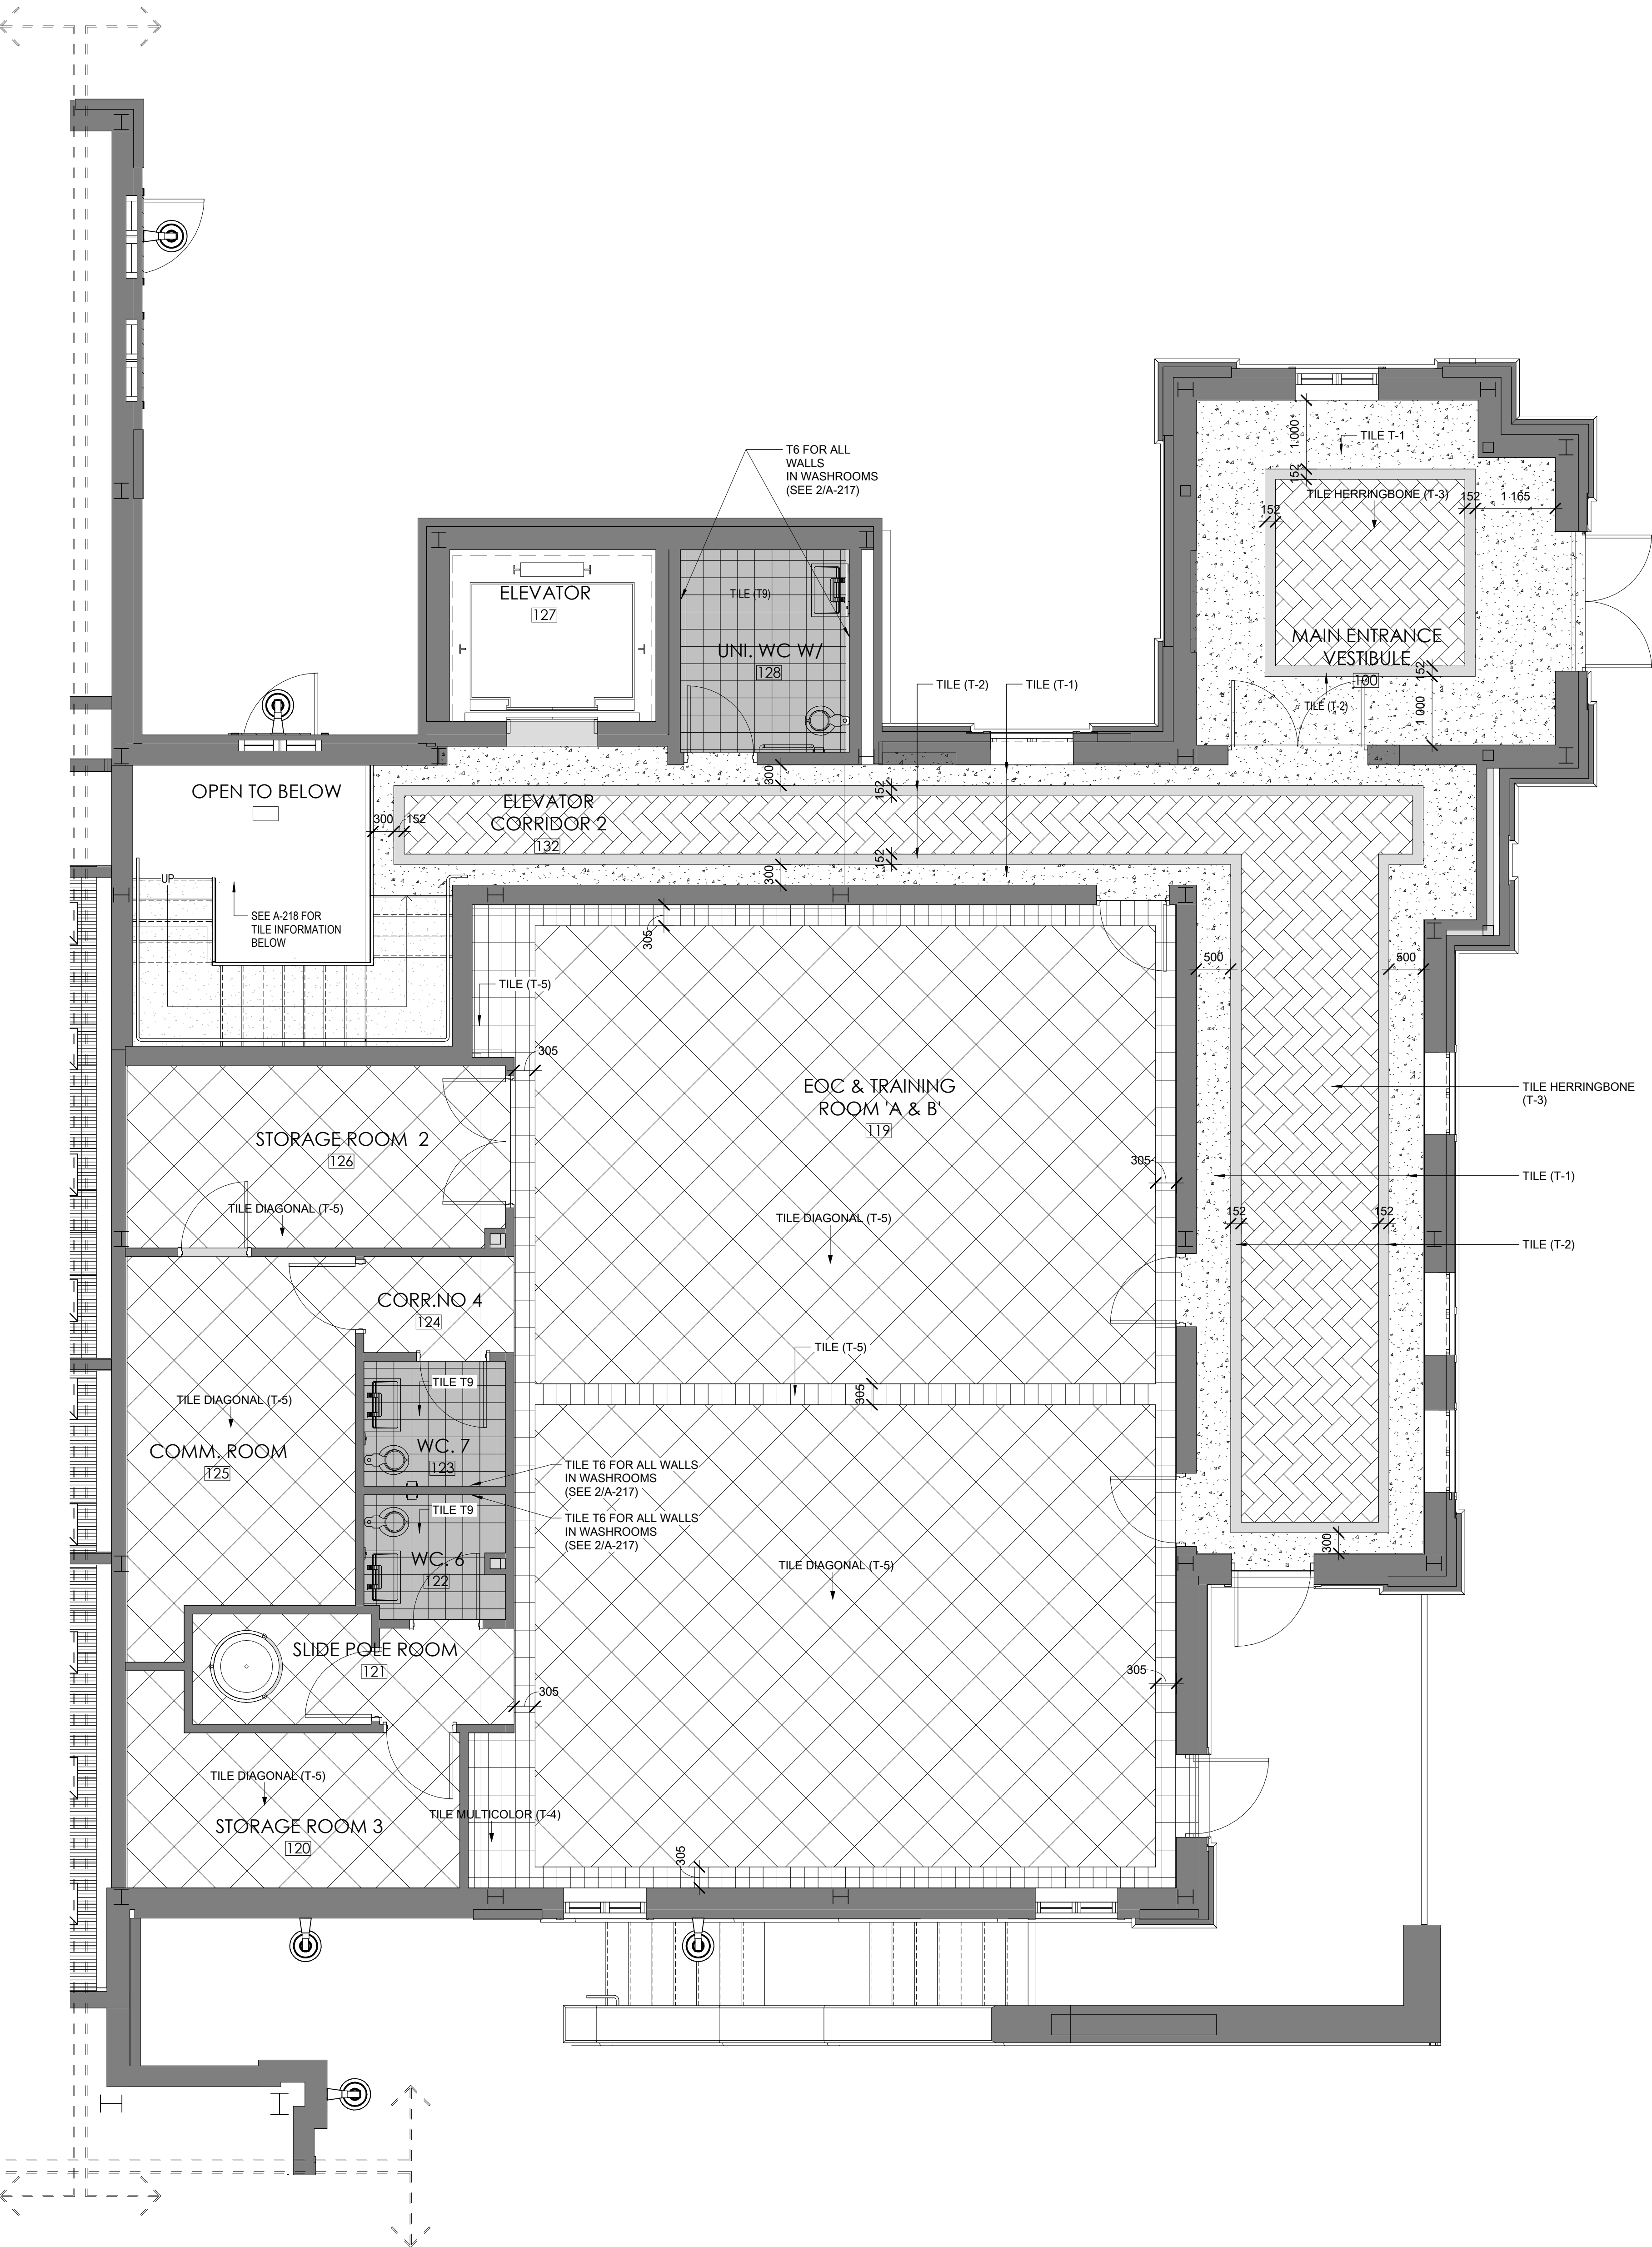 T6 FOR ALL
WALLS
IN WASHROOMS
(SEE 2/A-217)
1 000
TILE T-1
152
TILE HERRINGBONE (T-3)
152
1 165
152
ELEVATOR
127
TILE (T9)
UNI. WC W/
128
MAIN ENTRANCE
VESTIBULE
100
152
TILE (T-2)
1 000
TILE (T-2)
TILE (T-1)
300
152
OPEN TO BELOW
ELEVATOR
CORRIDOR 2
132
300
152
152
300
UP
SEE A-218 FOR
TILE INFORMATION
BELOW
305
500
500
TILE (T-5)
305
EOC & TRAINING
ROOM 'A & B'
119
TILE HERRINGBONE
(T-3)
STORAGE ROOM 2
126
305
TILE (T-1)
TILE DIAGONAL (T-5)
TILE DIAGONAL (T-5)
152
152
TILE (T-2)
CORR.NO 4
124
TILE (T-5)
TILE T9
305
TILE DIAGONAL (T-5)
COMM. ROOM
125
WC. 7
123
TILE T6 FOR ALL WALLS
IN WASHROOMS
(SEE 2/A-217)
TILE T9
TILE T6 FOR ALL WALLS
IN WASHROOMS
(SEE 2/A-217)
300
WC. 6
122
TILE DIAGONAL (T-5)
SLIDE POLE ROOM
121
305
305
TILE DIAGONAL (T-5)
TILE MULTICOLOR (T-4)
STORAGE ROOM 3
120
305